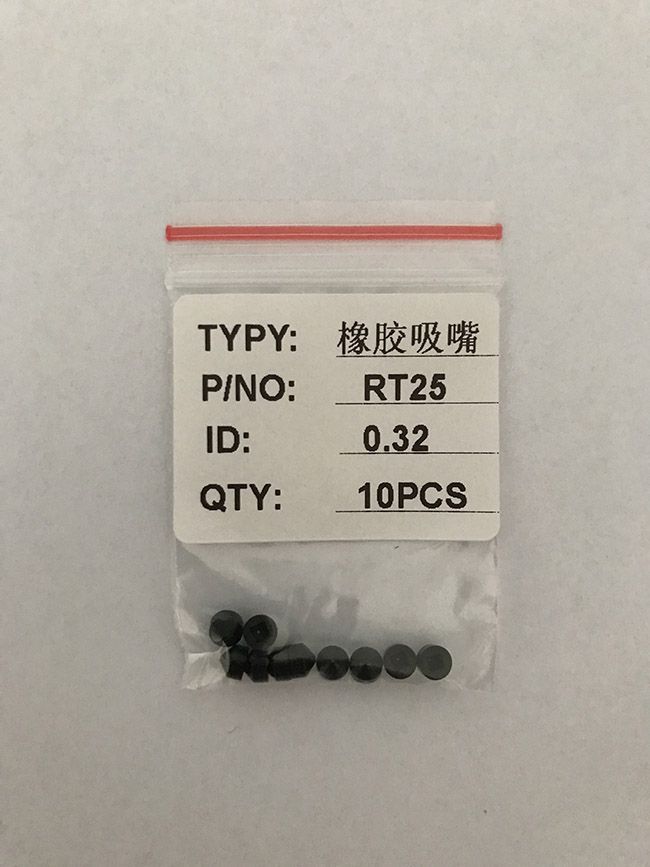 TYPY: 橡胶吸嘴
P/NO: RT25
ID: 0.32
QTY: 10PCS